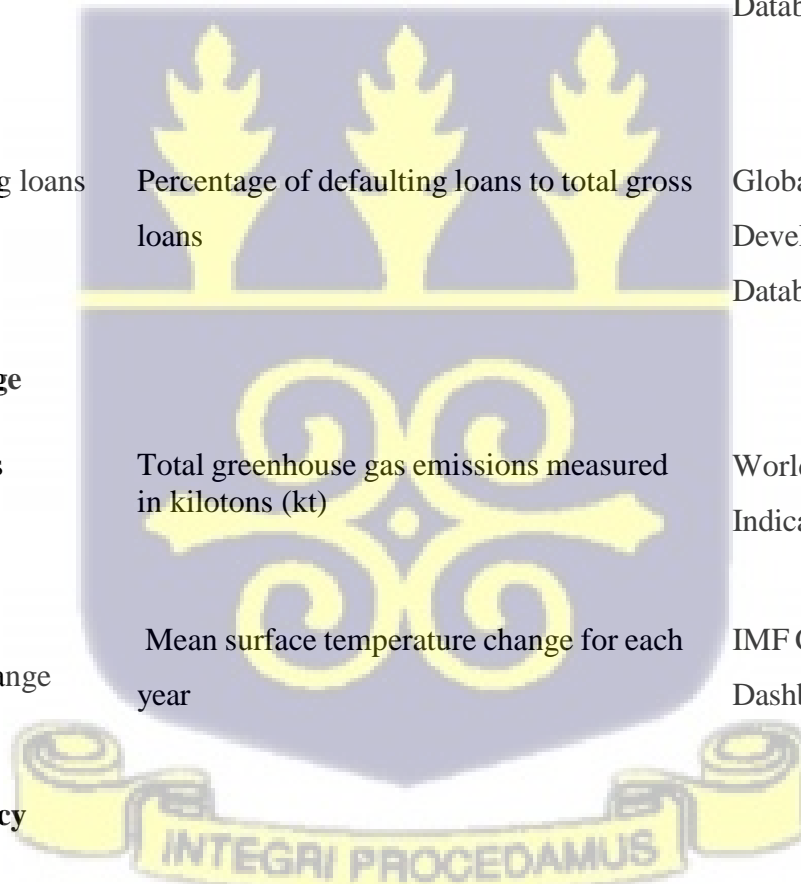 Datab
g loans Percentage of defaulting loans to total gross Globa
loans Devel
Datab
ge
s Total greenhouse gas emissions measured Worl
in kilotons (kt) Indica
Mean surface temperature change for each IMF C
ange year Dashb
cy
INTEGRI PROCEDAMUS